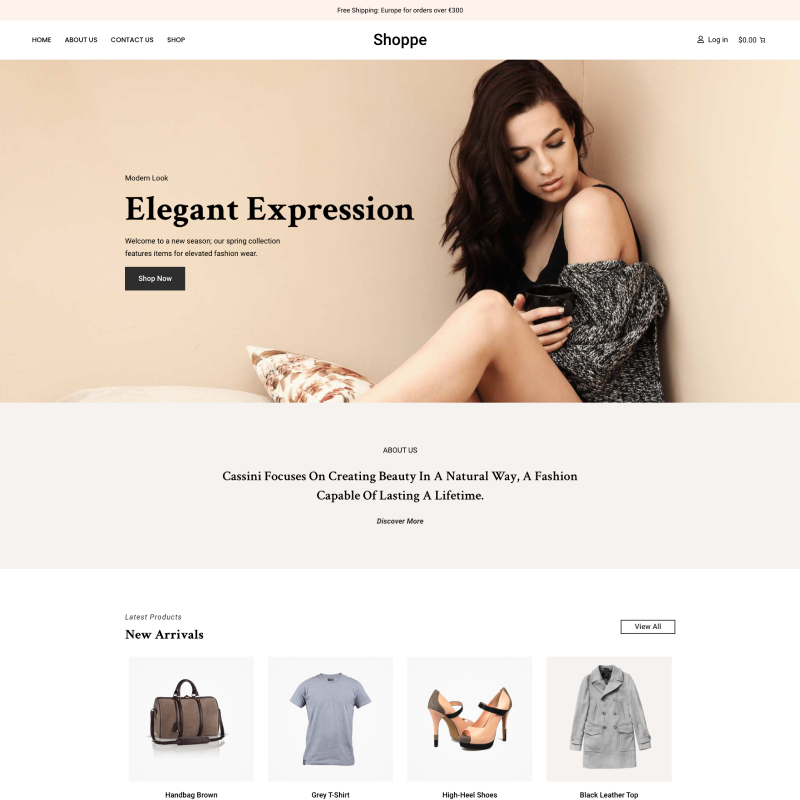 Free Shipping: Europe for orders over €300
HOME
ABOUT US
CONTACT US
SHOP
Shoppe
Log in
$0.00
Modern Look
Elegant Expression
Welcome to a new season; our spring collection
features items for elevated fashion wear.
Shop Now
ABOUT US
Cassini Focuses On Creating Beauty In A Natural Way, A Fashion
Capable Of Lasting A Lifetime.
Discover More
Latest Products
New Arrivals
View All
Handbag Brown
Grey T-Shirt
High-Heel Shoes
Black Leather Top